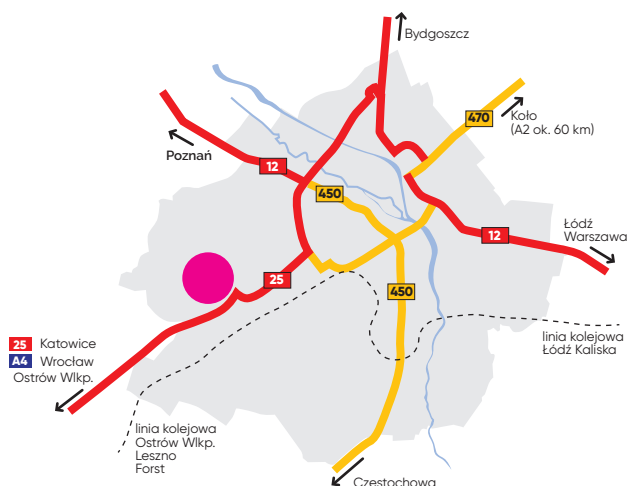 Bydgoszcz
470
Koło
(A2 ok. 60 km)
Poznań
12
450
12
Łódź
Warszawa
25
450
25 Katowice
A4 Wrocław
Ostrów Wlkp.
linia kolejowa
Łódź Kaliska
linia kolejowa
Ostrów Wlkp.
Leszno
Forst
Częstochowa